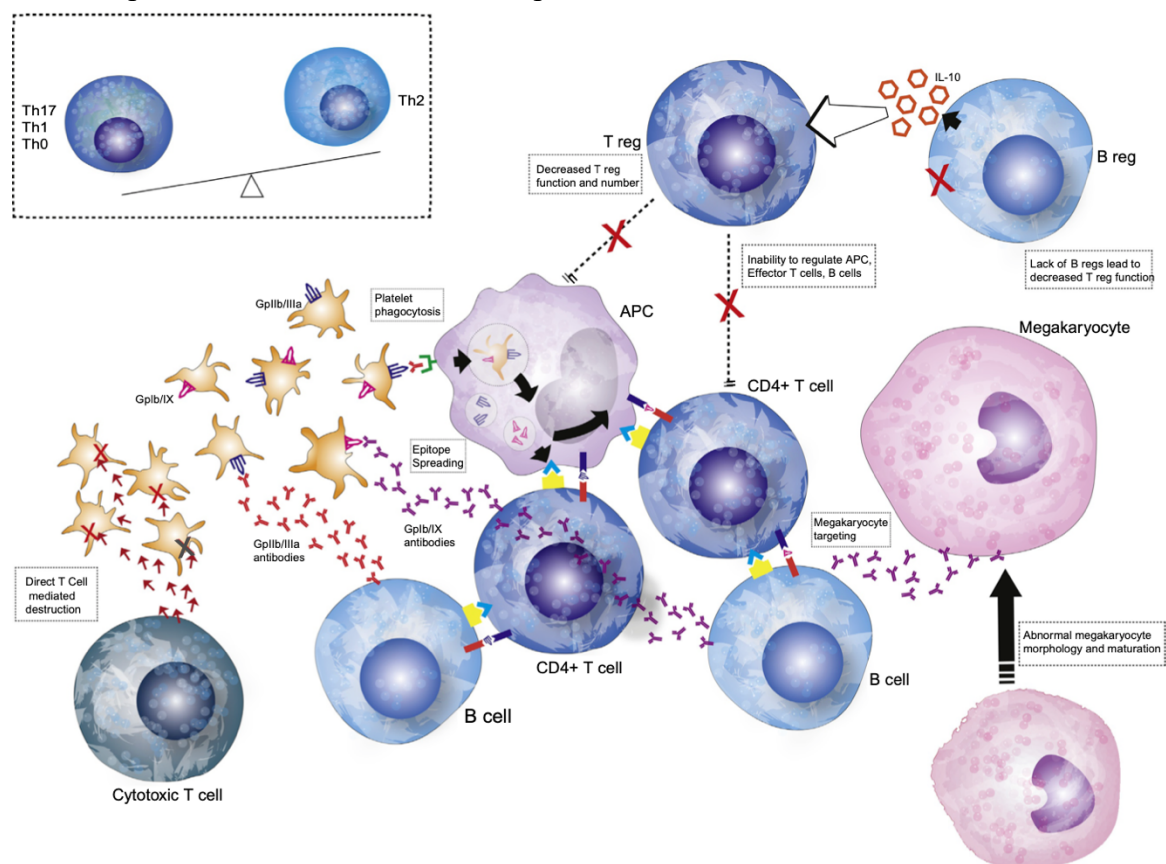 Th17
Th1
Th0
Th2
IL-10
T reg
B reg
Decreased T reg
function and number
Inability to regulate APC,
Effector T cells, B cells
Lack of B regs lead to
decreased T reg function
GpIIb/IIIa
Platelet
phagocytosis
APC
Megakaryocyte
GpIb/IX
CD4+ T cell
Epitope
Spreading
GpIIb/IIIa
antibodies
GpIb/IX
antibodies
Megakaryocyte
targeting
Direct T Cell
mediated
destruction
Abnormal megakaryocyte
morphology and maturation
CD4+ T cell
B cell
B cell
Cytotoxic T cell